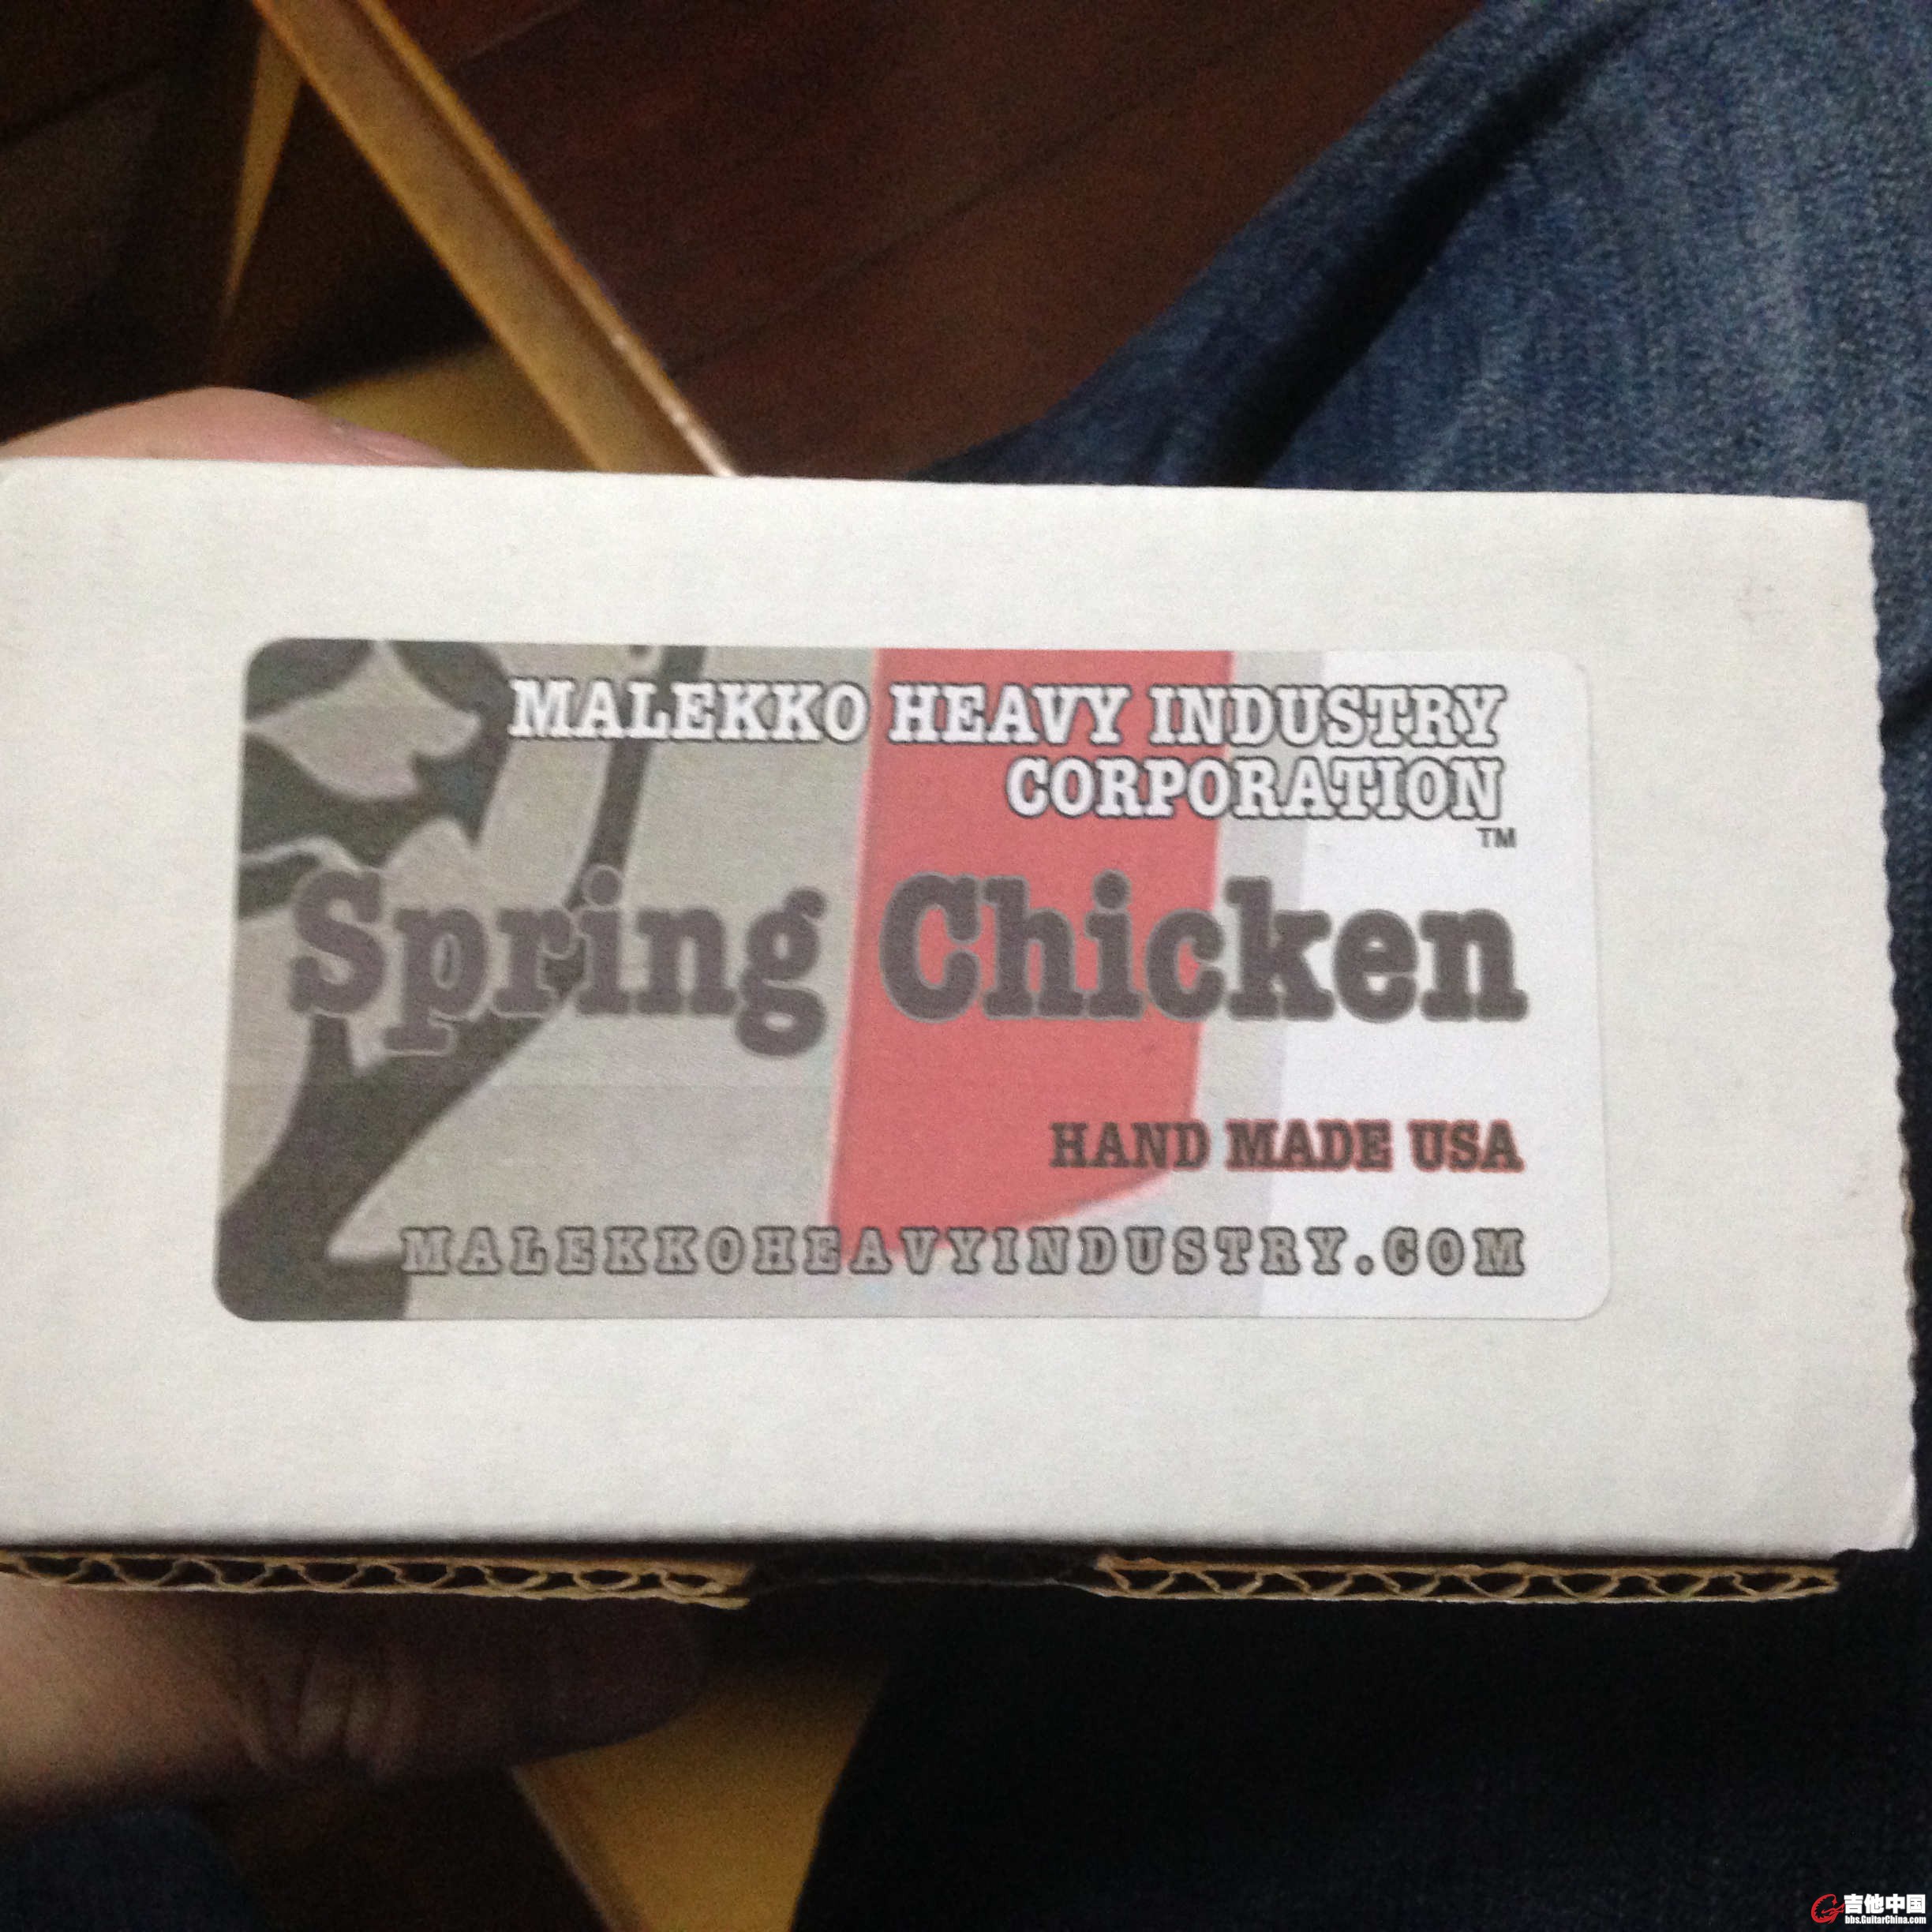 MALEKKO HEAVY INDUSTRY
CORPORATION
TM
Spring Chicken
HAND MADE USA
MALEKKOHEAVYINDUSTRY.COM
吉他中国
bbs.GuitarChina.com